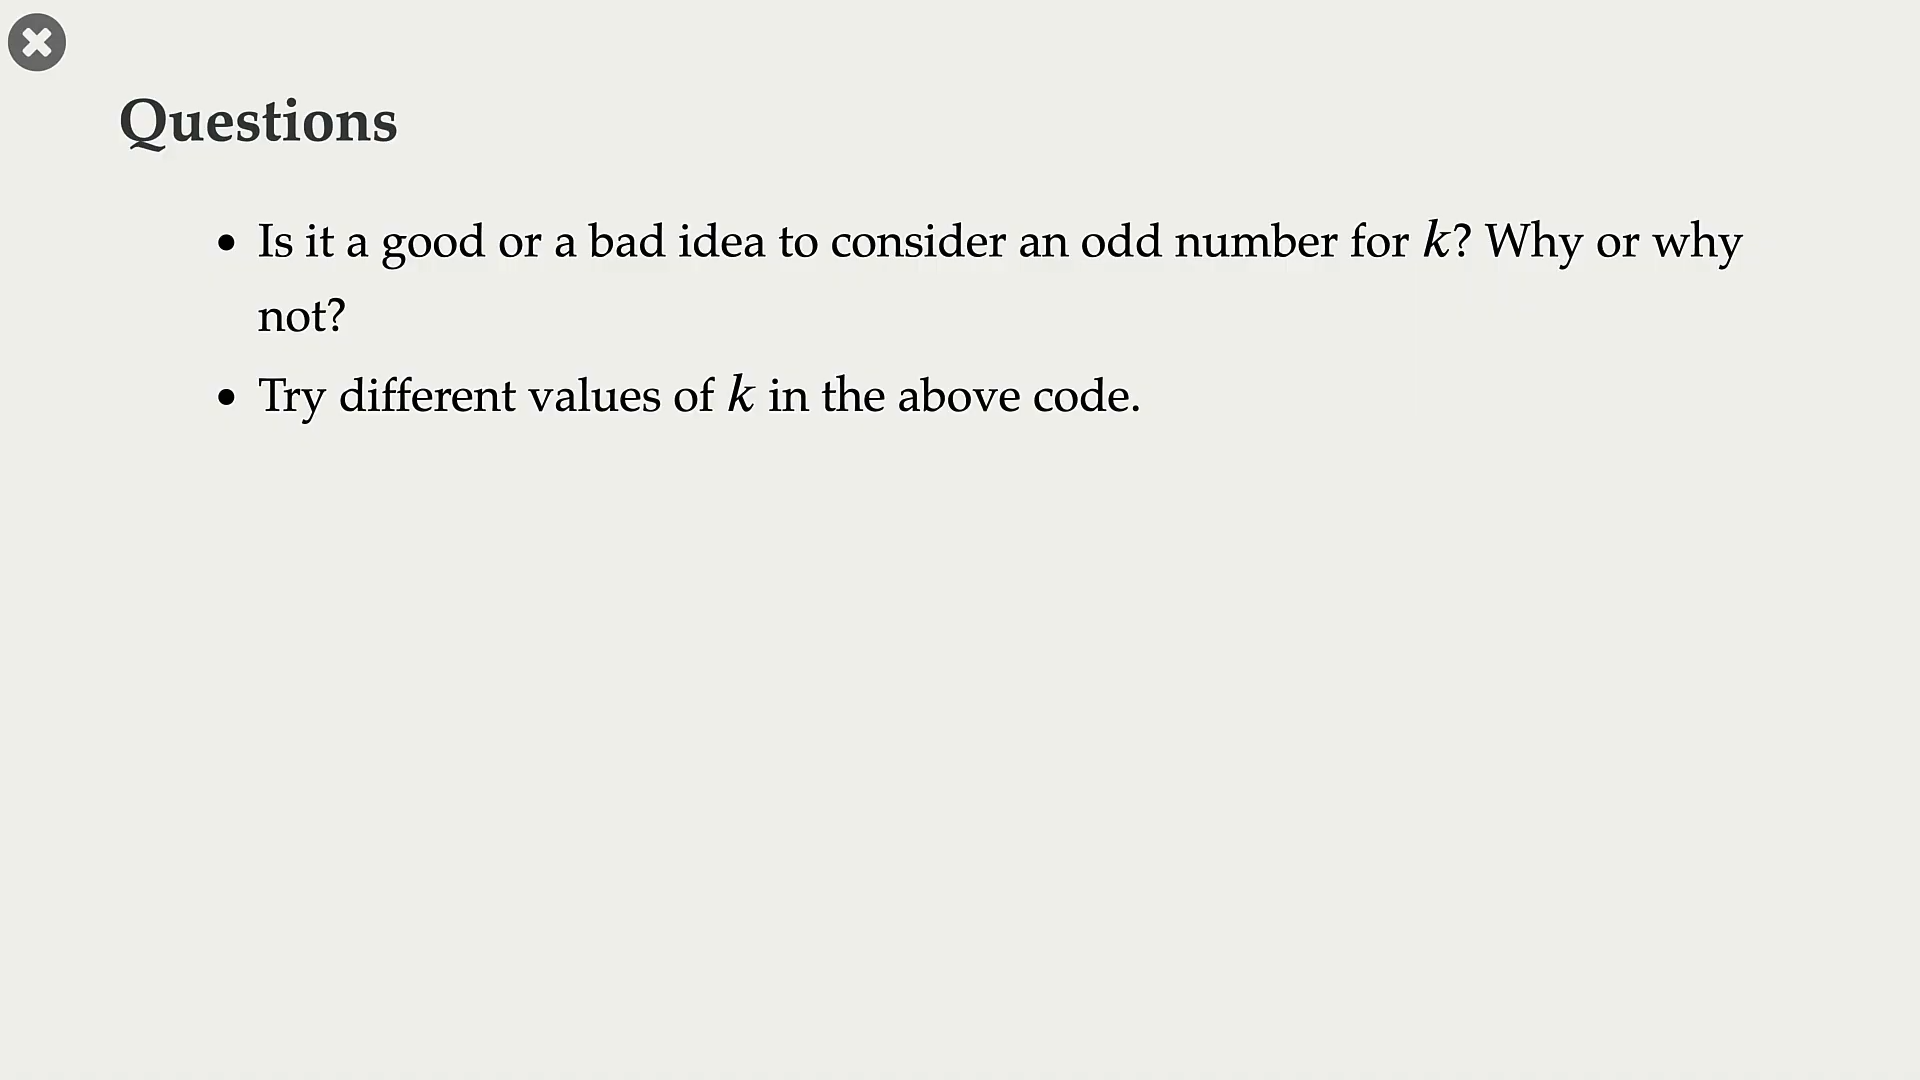 Questions
• Is it a good or a bad idea to consider an odd number for k? Why or why
not?
• Try different values of k in the above code.